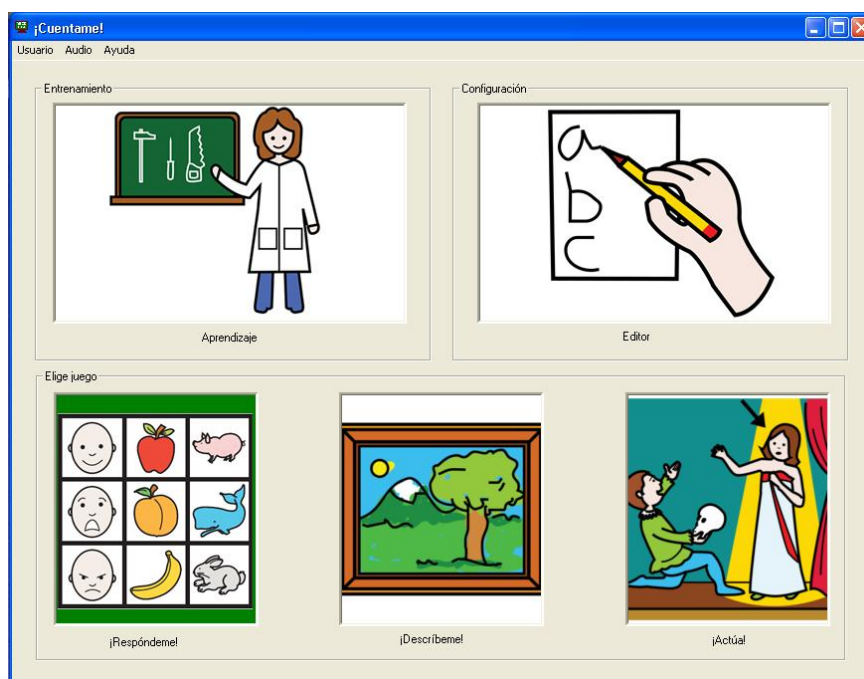 ¡Cuentame!
Usuario Audio Ayuda
Entrenamiento
Aprendizaje
Configuración
a
b
c
Editor
Elige juego
¡Respóndeme!
¡Descríbeme!
¡Actúa!